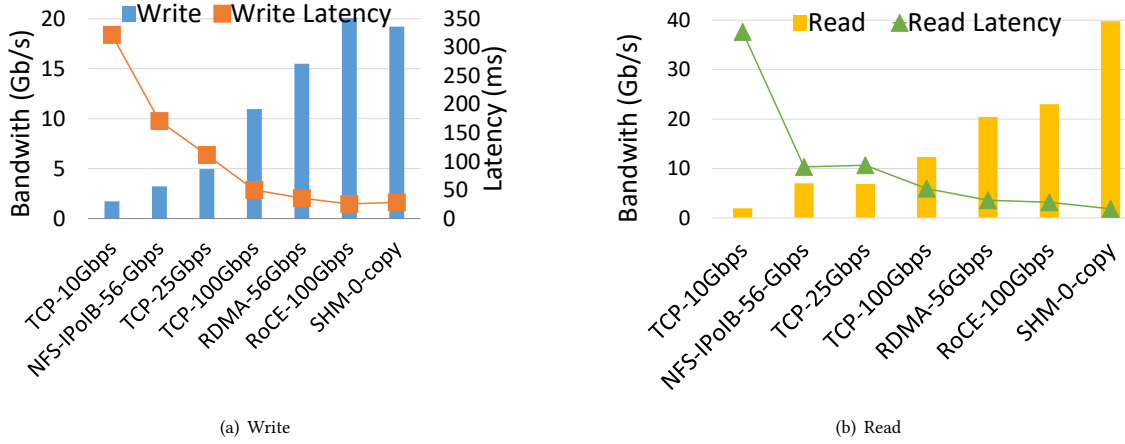 Write
Write Latency
Bandwith (Gb/s)
20
15
10
5
0
350
300
250
200
150
100
50
0
Latency (ms)
TCP-10Gbps
NFS-IPoIB-56-Gbps
TCP-25Gbps
TCP-100Gbps
RDMA-56Gbps
RoCE-100Gbps
SHM-0-copy
(a) Write
Read
Read Latency
Bandwith (Gb/s)
40
30
20
10
0
TCP-10Gbps
NFS-IPoIB-56-Gbps
TCP-25Gbps
TCP-100Gbps
RDMA-56Gbps
RoCE-100Gbps
SHM-0-copy
(b) Read